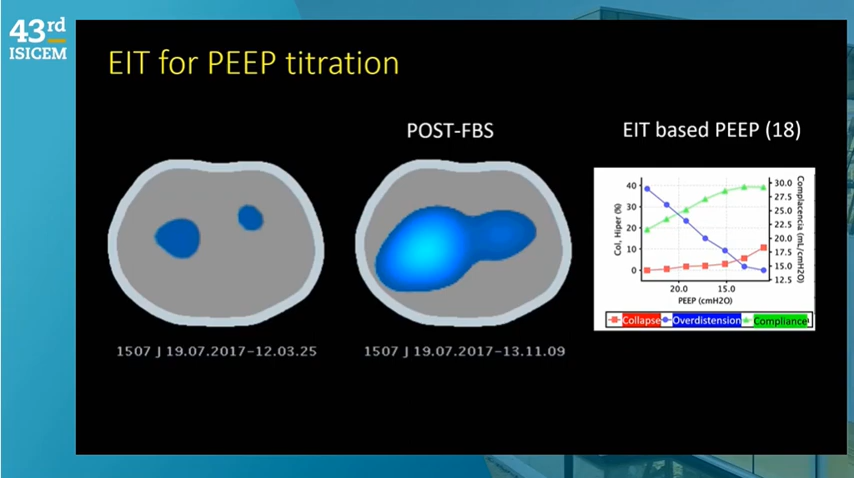 43rd
ISICEM
EIT for PEEP titration
POST-FBS
EIT based PEEP (18)
1507 J 19.07.2017-12.03.25
1507 J 19.07.2017-13.11.09
Col, Hiper (%)
40
30
20
10
0
20.0
15.0
PEEP (cmH2O)
30.0
27.5
25.0
22.5
20.0
17.5
15.0
12.5
Complacencia (mL/cmH2O)
Collapse Overdistension Compliance